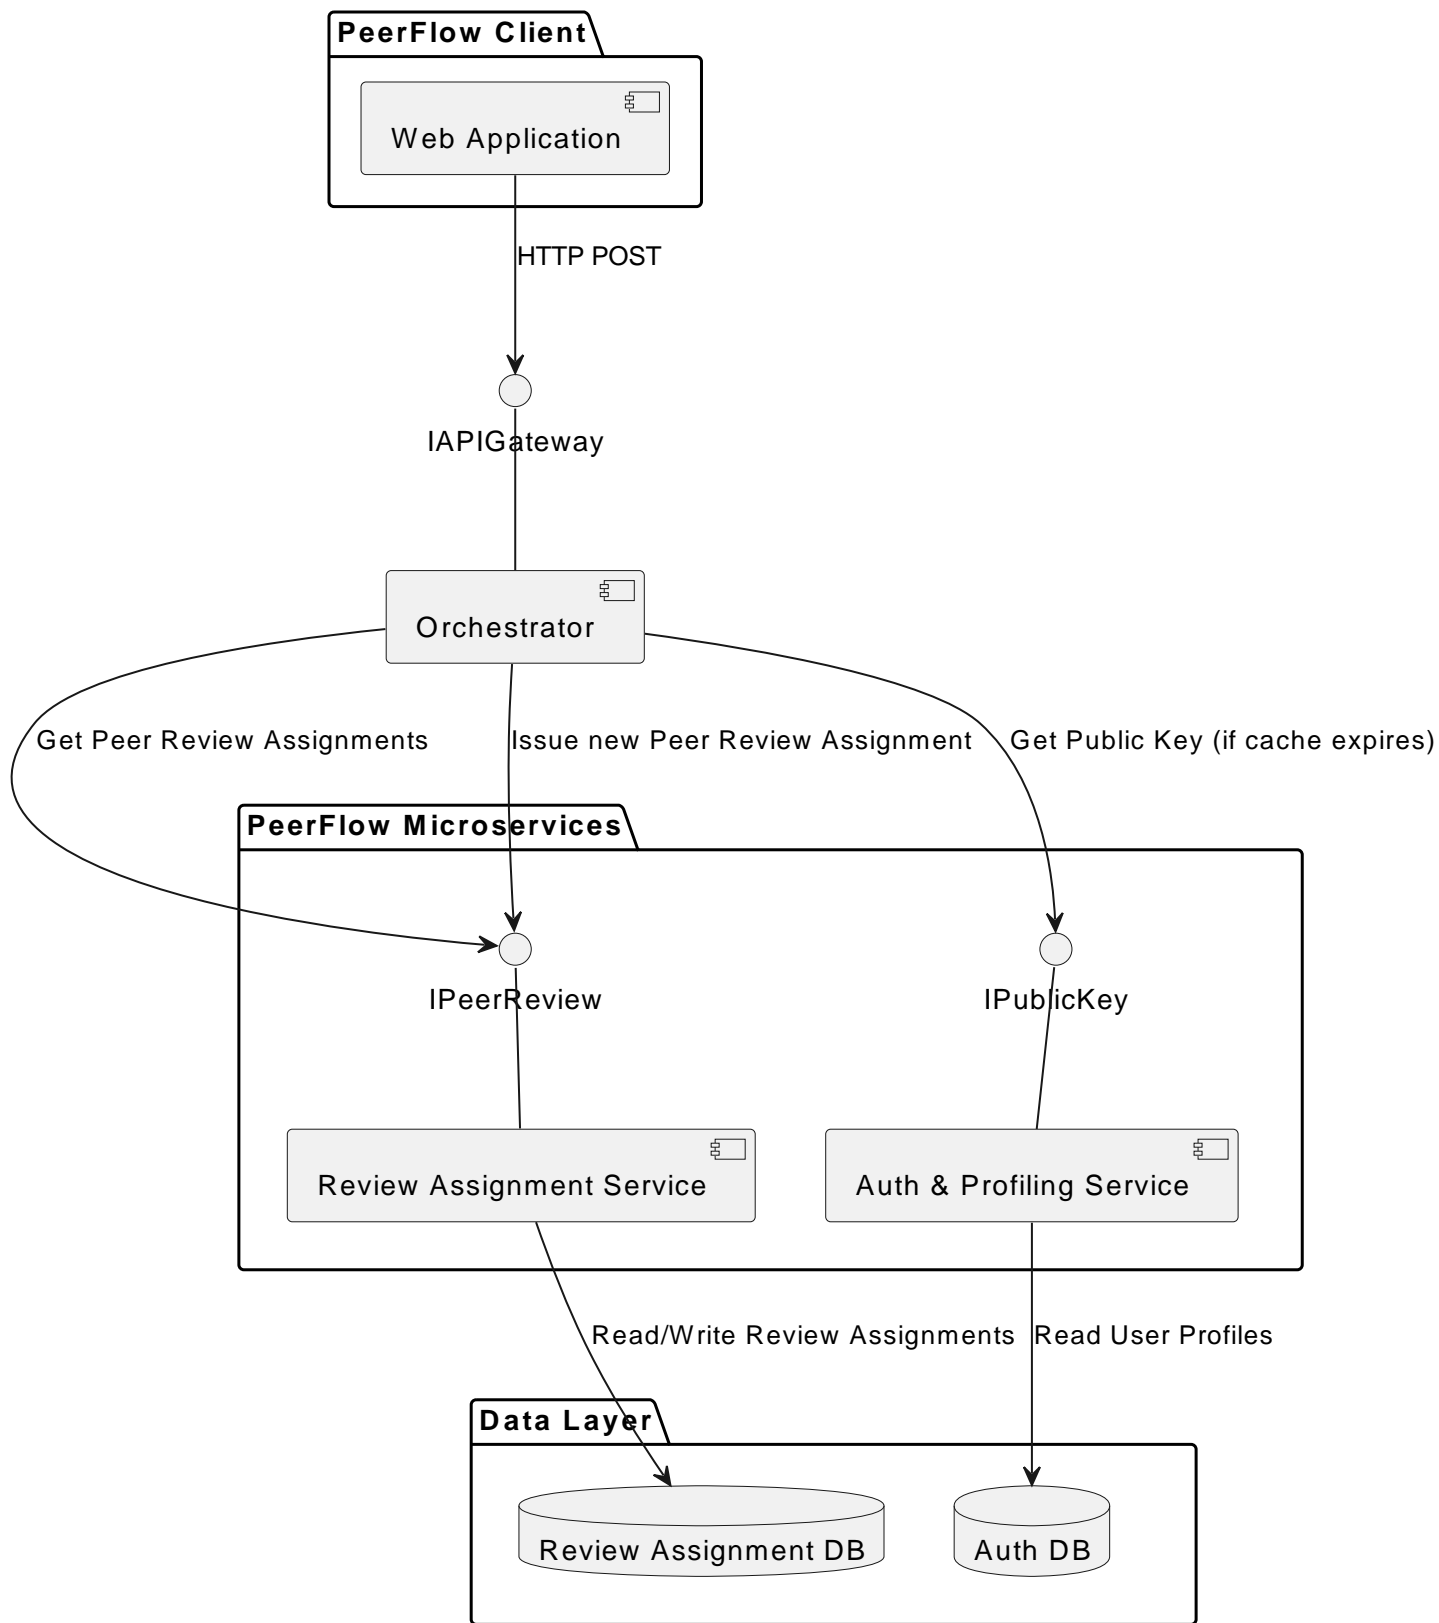 PeerFlow Client
Web Application
HTTP POST
IAPIGateway
Orchestrator
Get Peer Review Assignments
Issue new Peer Review Assignment
Get Public Key (if cache expires)
PeerFlow Microservices
IPeerReview
IPublicKey
Review Assignment Service
Auth & Profiling Service
Read/Write Review Assignments
Read User Profiles
Data Layer
Review Assignment DB
Auth DB